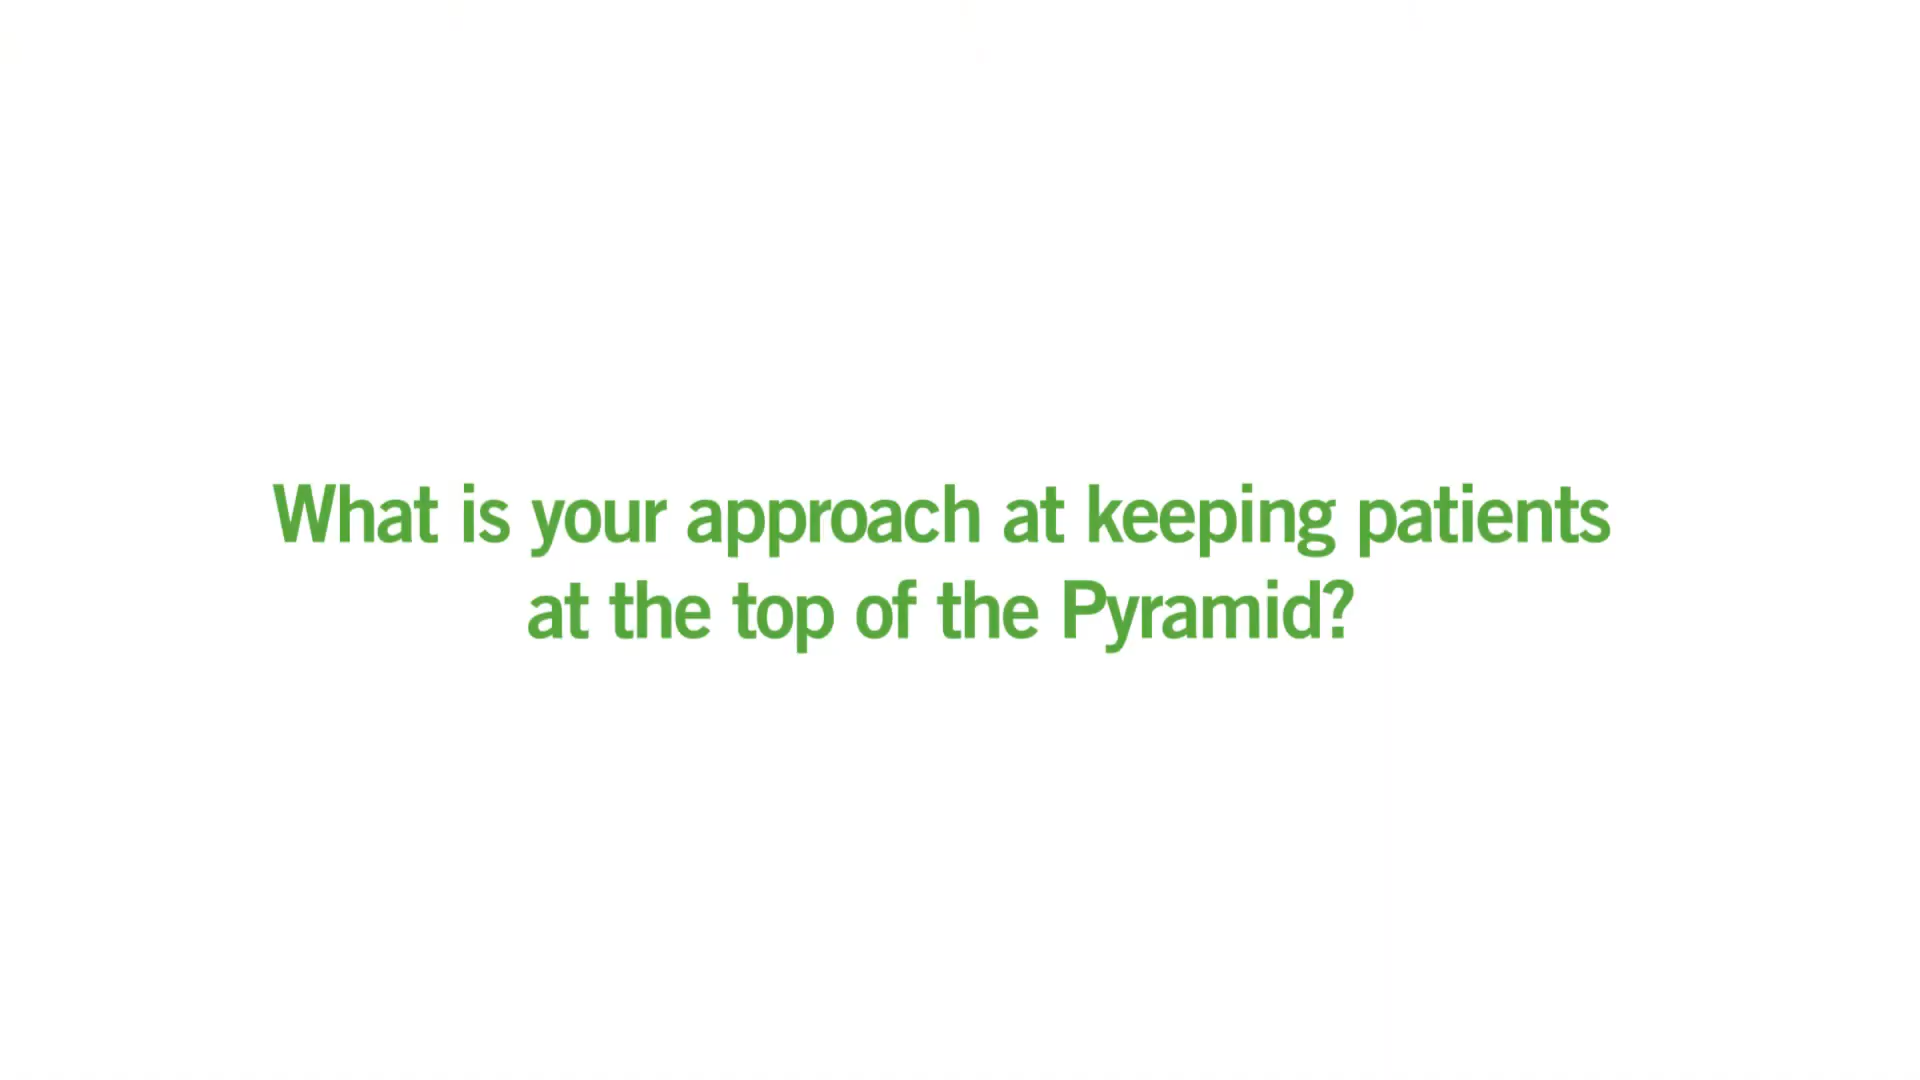 What is your approach at keeping patients
at the top of the Pyramid?